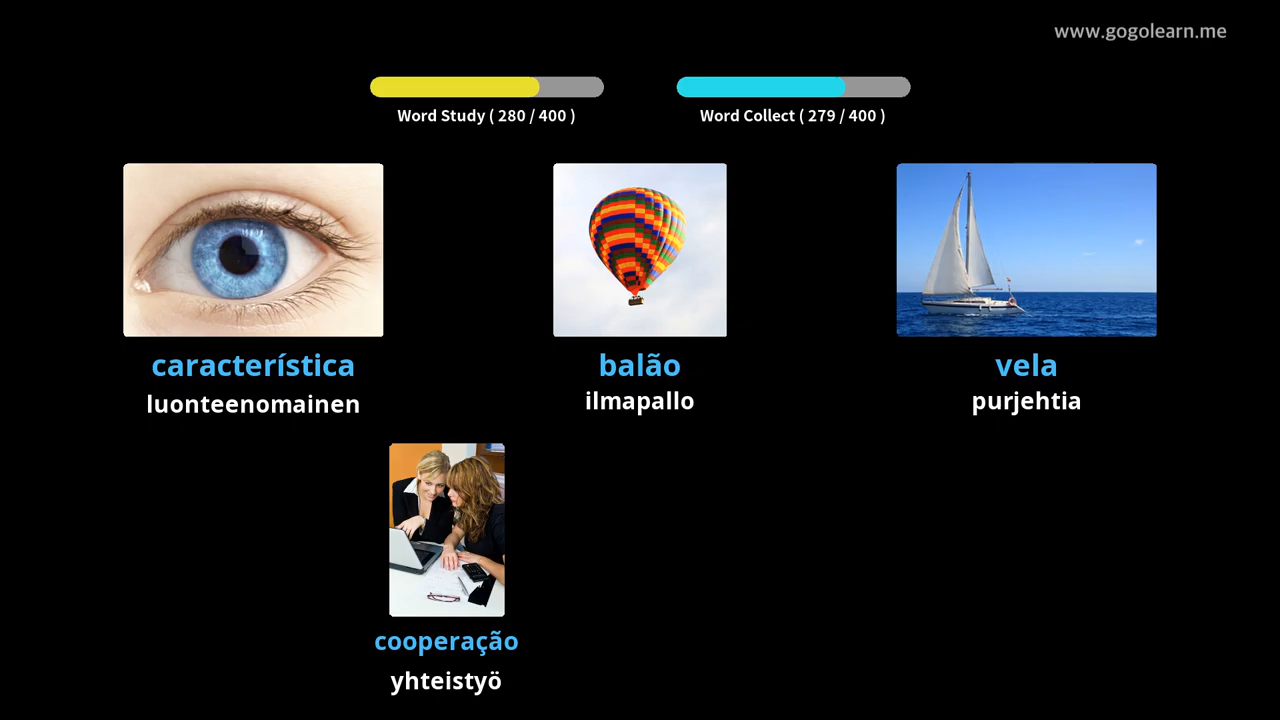 www.gogolearn.me
Word Study ( 280 / 400 )
Word Collect ( 279 / 400 )
característica
balão
vela
luonteenomainen
ilmapallo
purjehtia
cooperação
yhteistyö